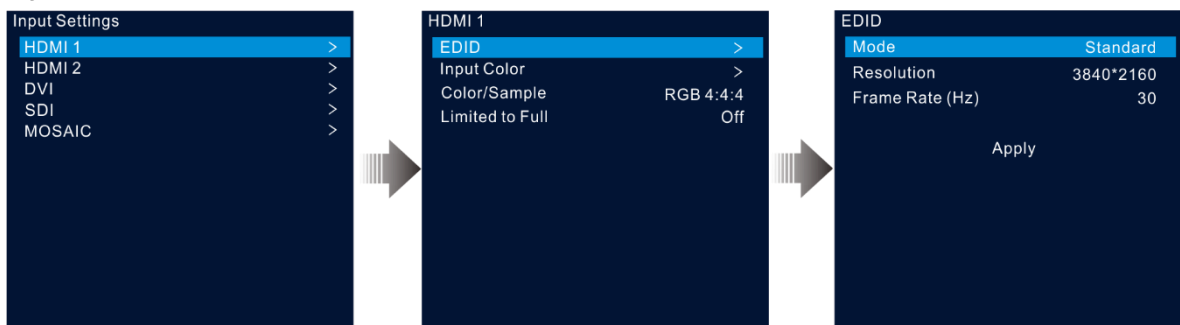 Input Settings
HDMI 1 >
HDMI 2 >
DVI >
SDI >
MOSAIC >
HDMI 1
EDID >
Input Color >
Color/Sample RGB 4:4:4
Limited to Full Off
EDID
Mode Standard
Resolution 3840*2160
Frame Rate (Hz) 30
Apply